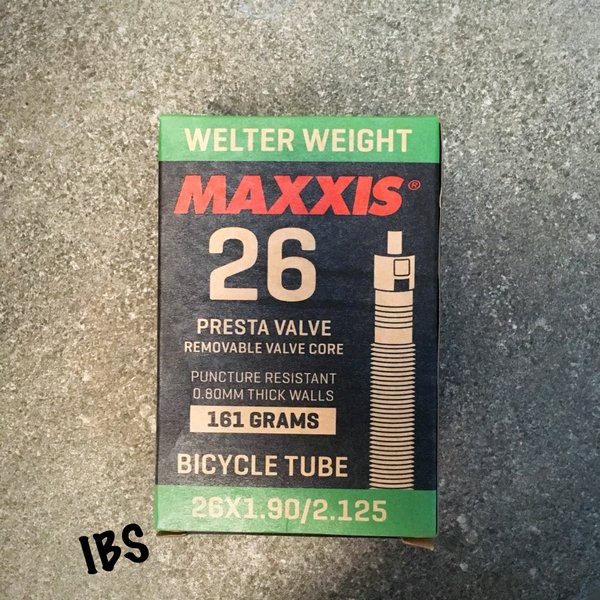 WELTER WEIGHT
MAXXIS®
26
PRESTA VALVE
REMOVABLE VALVE CORE
PUNCTURE RESISTANT
0.80MM THICK WALLS
161 GRAMS
BICYCLE TUBE
26X1.90/2.125
IBS